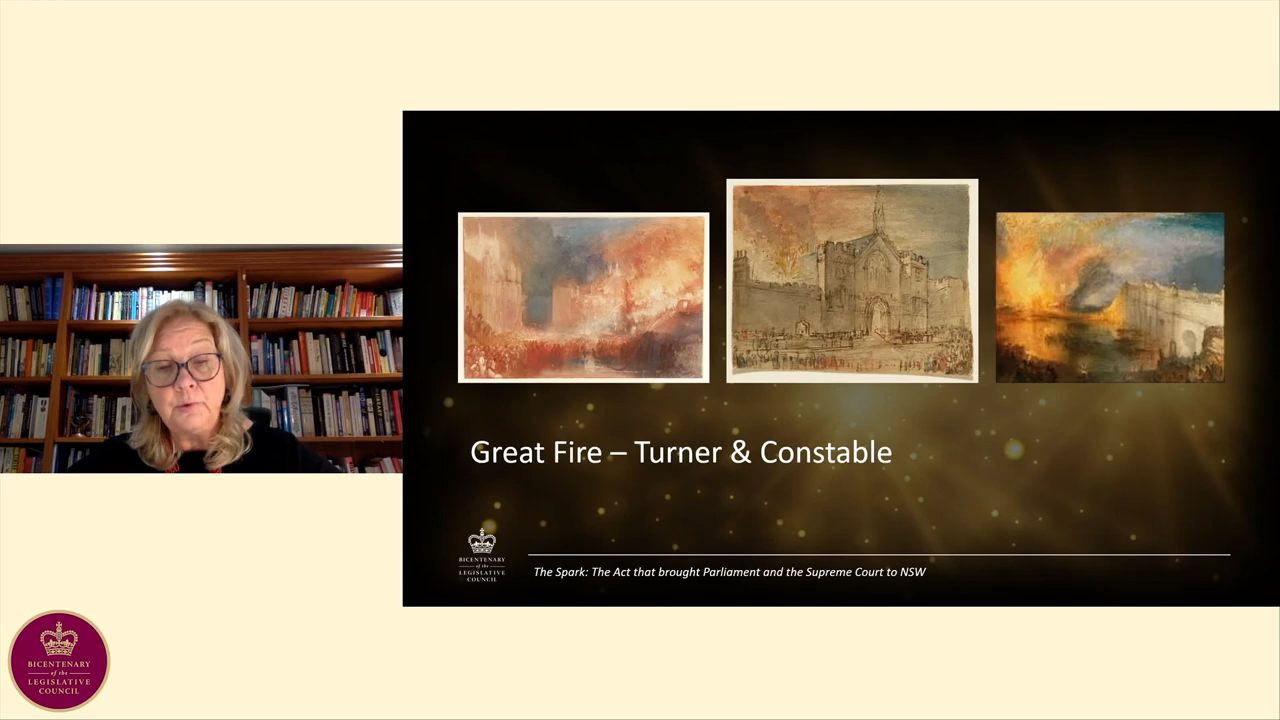 Great Fire – Turner & Constable
BICENTENARY
of the
LEGISLATIVE
COUNCIL
The Spark: The Act that brought Parliament and the Supreme Court to NSW
BICENTENARY
of the
LEGISLATIVE
COUNCIL